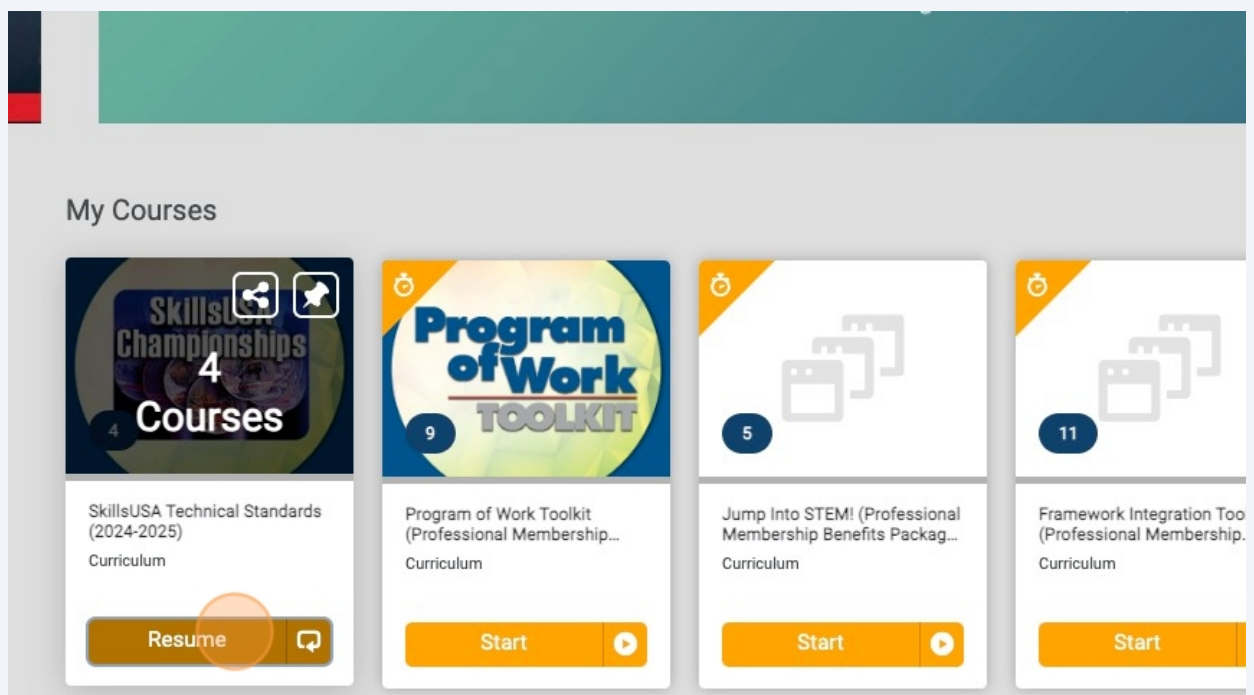 My Courses
SkillsUSA
Championships
4
Courses
4
Program
of Work
TOOLKIT
9
5
11
SkillsUSA Technical Standards
(2024-2025)
Curriculum
Resume
Program of Work Toolkit
(Professional Membership...
Curriculum
Start
Jump Into STEM! (Professional
Membership Benefits Packag...
Curriculum
Start
Framework Integration Too
(Professional Membership.
Curriculum
Start